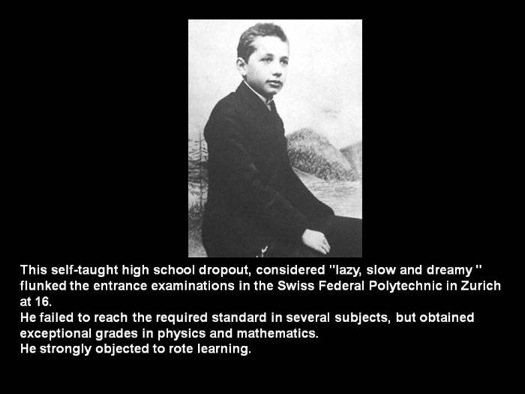 This self-taught high school dropout, considered "lazy, slow and dreamy "
flunked the entrance examinations in the Swiss Federal Polytechnic in Zurich
at 16.
He failed to reach the required standard in several subjects, but obtained
exceptional grades in physics and mathematics.
He strongly objected to rote learning.